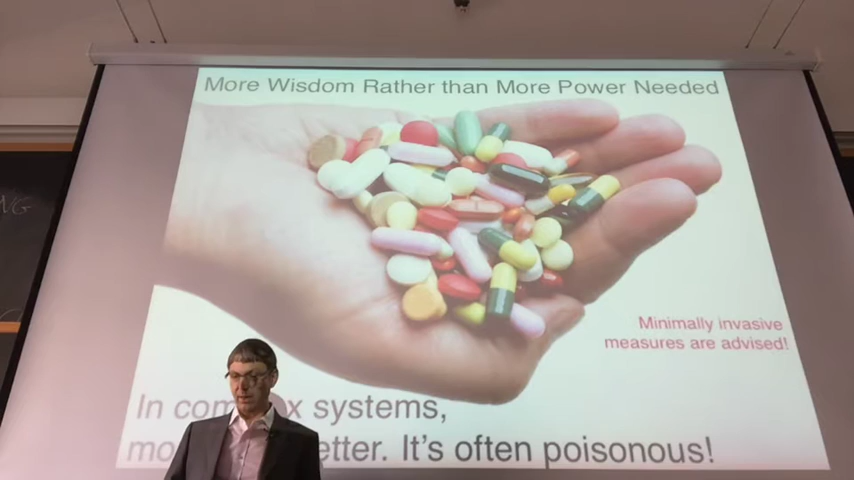 More Wisdom Rather than More Power Needed
Minimally invasive
measures are advised!
In systems,
It's often poisonous!